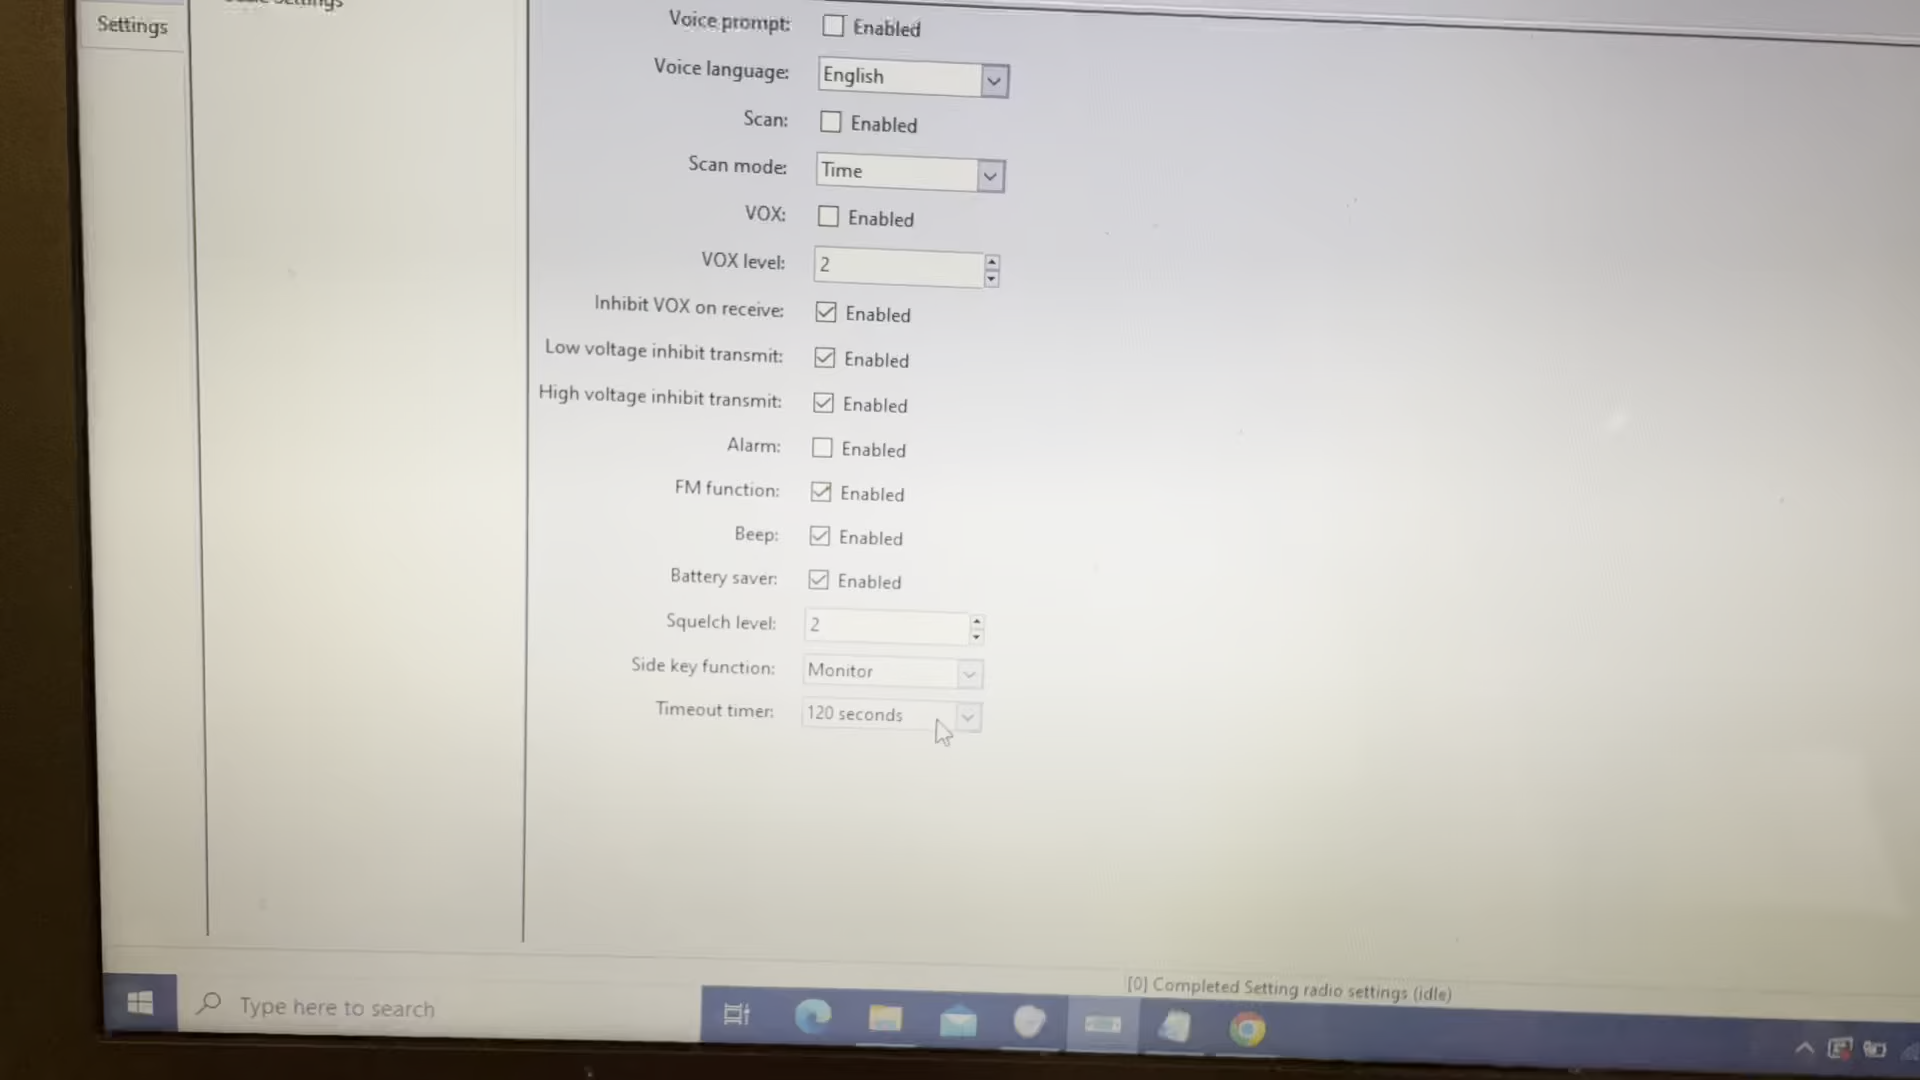 Settings
Voice prompt: Enabled
Voice language: English
Scan: Enabled
Scan mode: Time
VOX: Enabled
VOX level: 2
Inhibit VOX on receive: Enabled
Low voltage inhibit transmit: Enabled
High voltage inhibit transmit: Enabled
Alarm: Enabled
FM function: Enabled
Beep: Enabled
Battery saver: Enabled
Squelch level: 2
Side key function: Monitor
Timeout timer: 120 seconds
[0] Completed Setting radio settings (idle)
Type here to search